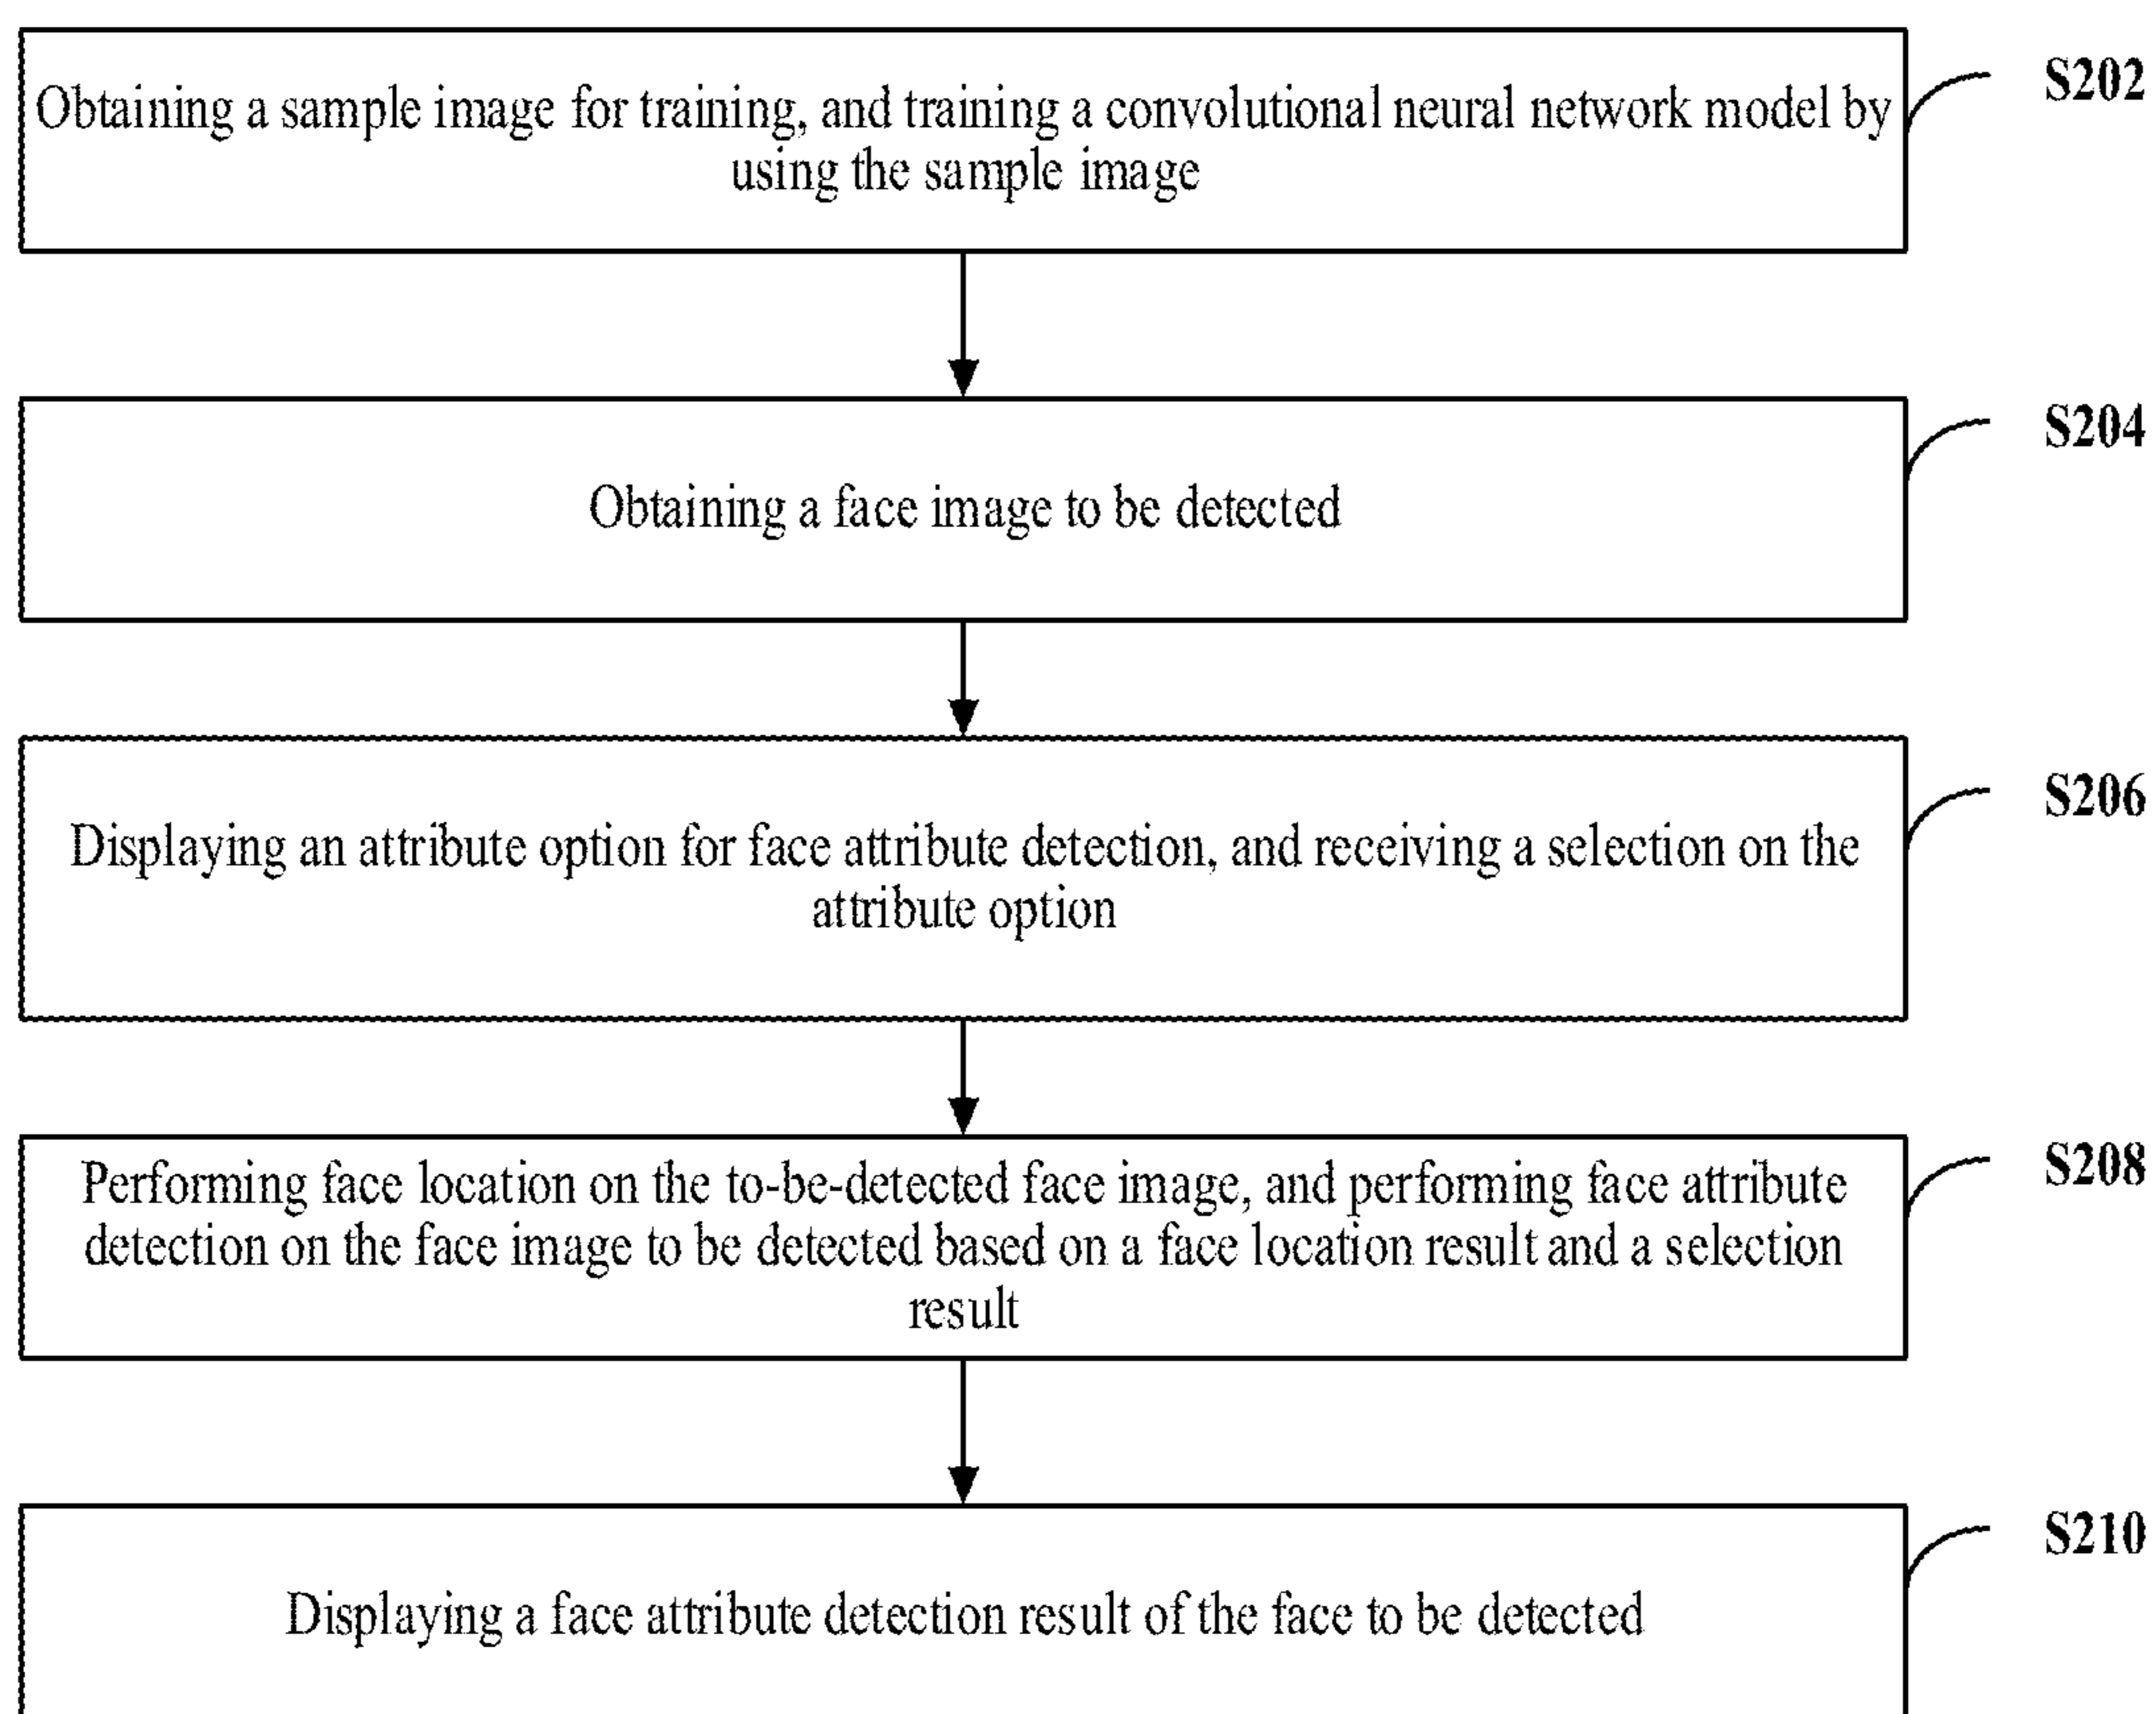 Obtaining a sample image for training, and training a convolutional neural network model by
using the sample image
S202
Obtaining a face image to be detected
S204
Displaying an attribute option for face attribute detection, and receiving a selection on the
attribute option
S206
Performing face location on the to-be-detected face image, and performing face attribute
detection on the face image to be detected based on a face location result and a selection
result
S208
Displaying a face attribute detection result of the face to be detected
S210